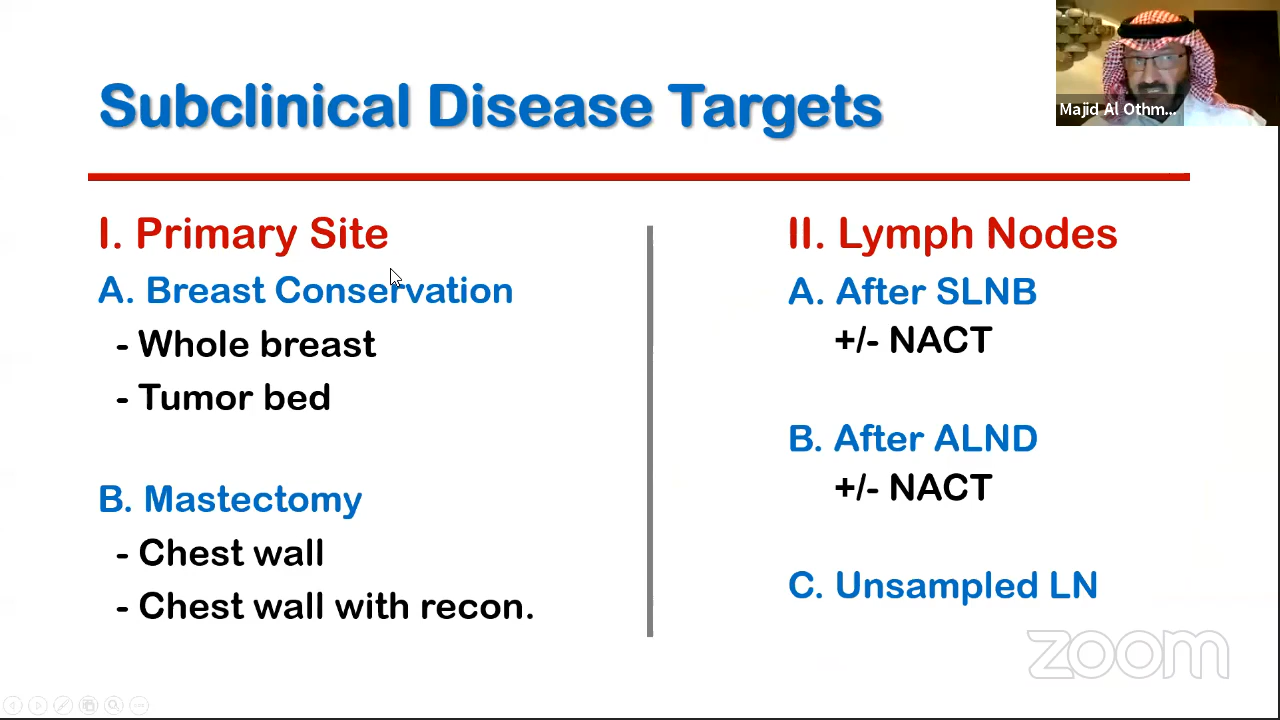 Subclinical Disease Targets
Majid Al Othm...
I. Primary Site
A. Breast Conservation
- Whole breast
- Tumor bed
B. Mastectomy
- Chest wall
- Chest wall with recon.
II. Lymph Nodes
A. After SLNB
+/- NACT
B. After ALND
+/- NACT
C. Unsampled LN
zoom